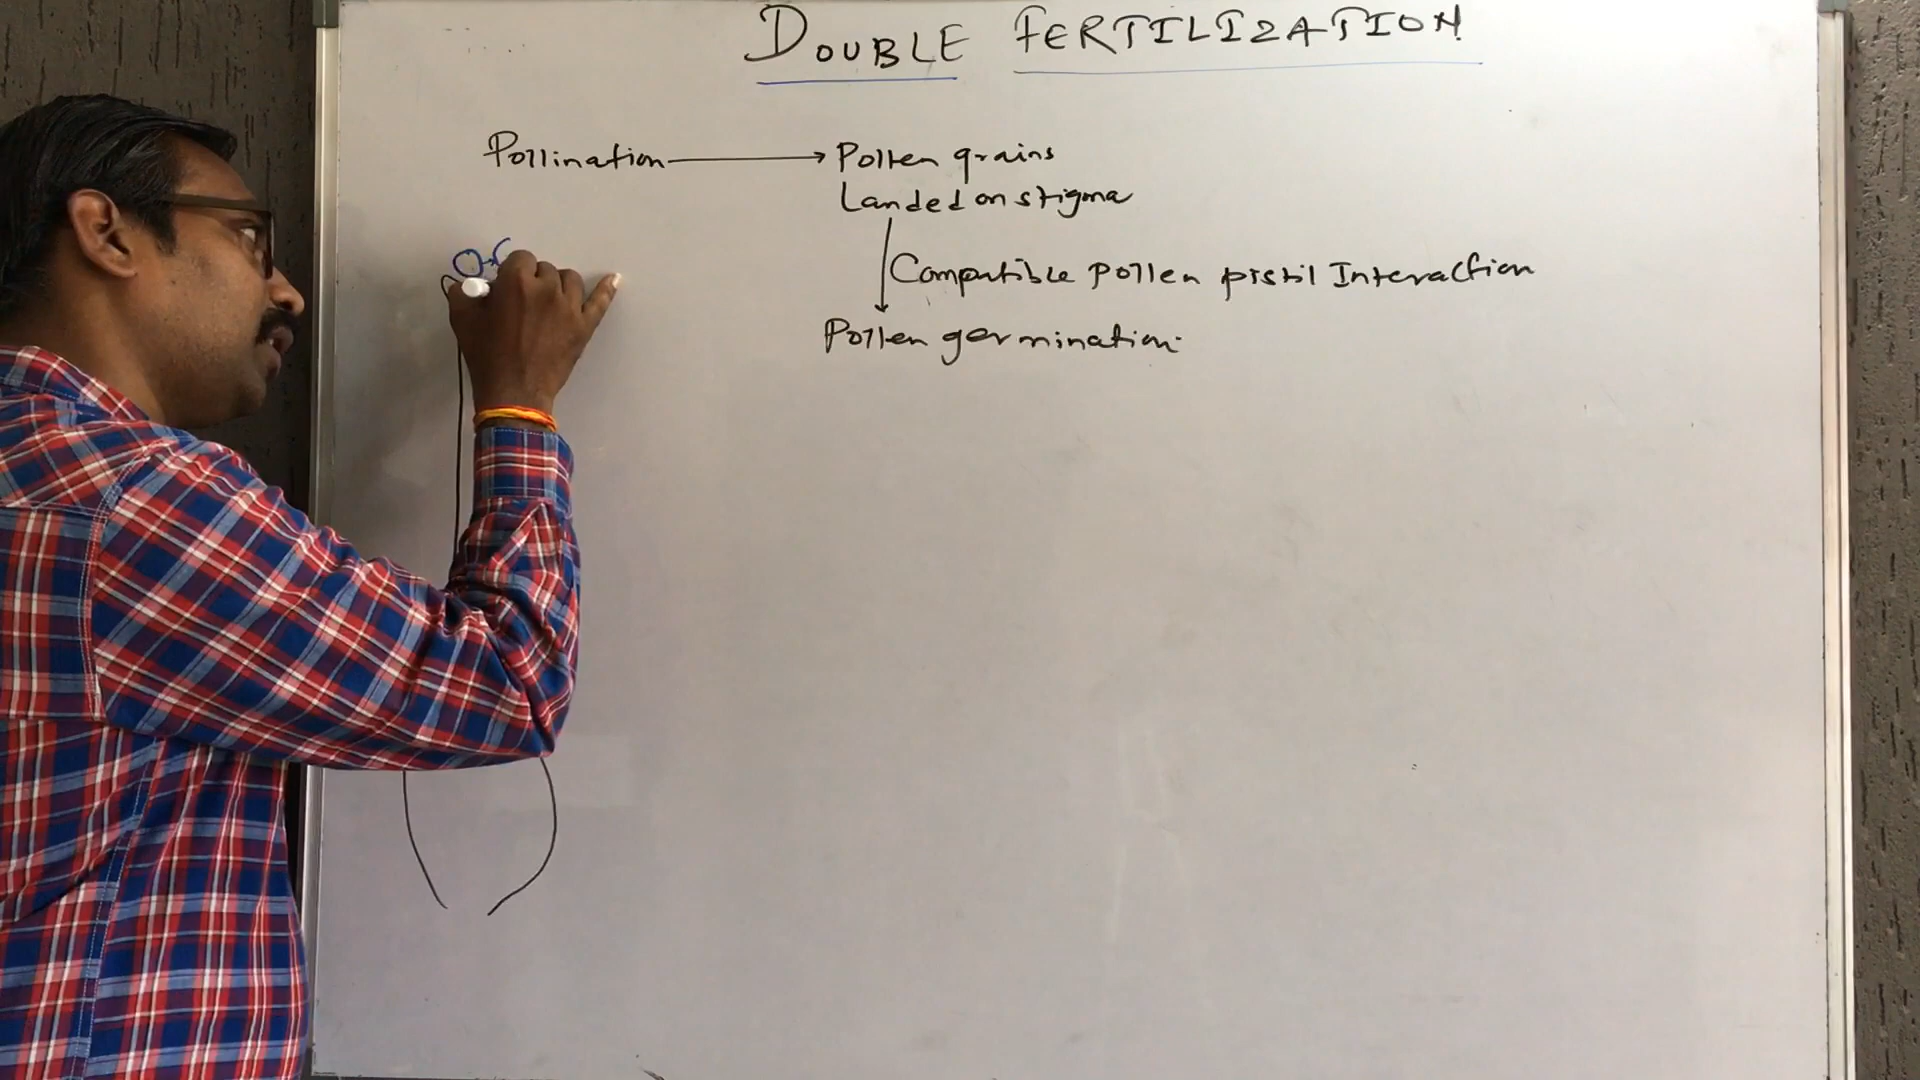 DOUBLE FERTILIZATION
Pollination → Pollen grains
Landed on stigma
Compatible pollen pistil Interaction
Pollen germination.